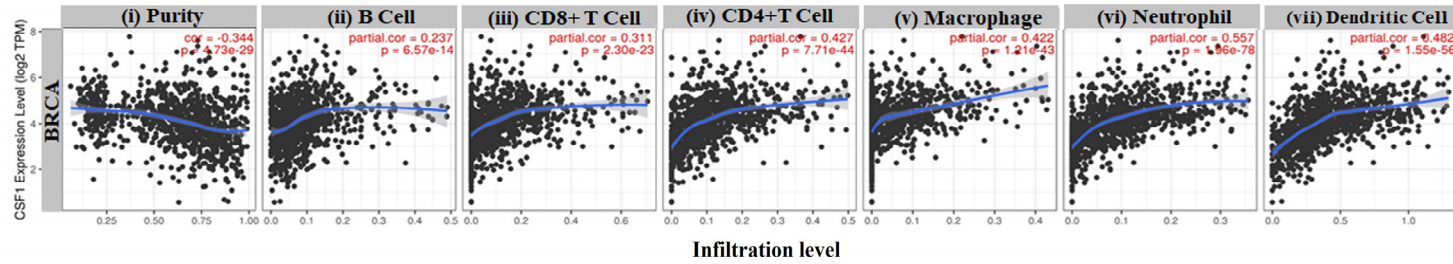 (i) Purity
(ii) B Cell
(iii) CD8+ T Cell
(iv) CD4+T Cell
(v) Macrophage
(vi) Neutrophil
(vii) Dendritic Cell
cor = -0.344
p = 4.73e-29
partial.cor = 0.237
p = 6.57e-14
partial.cor = 0.311
p = 2.30e-23
partial.cor = 0.427
p = 7.71e-44
partial.cor = 0.422
p = 1.21e-43
partial.cor = 0.557
p = 1.96e-78
partial.cor = 0.482
p = 1.55e-56
CSF1 Expression Level (log2 TPM)
BRCA
8
6
4
2
0.25 0.50 0.75 1.00
0.0 0.1 0.2 0.3 0.4 0.5
0.0 0.2 0.4 0.6
0.0 0.1 0.2 0.3 0.4 0.5
0.0 0.1 0.2 0.3 0.4
0.0 0.1 0.2 0.3
0.0 0.5 1.0
Infiltration level